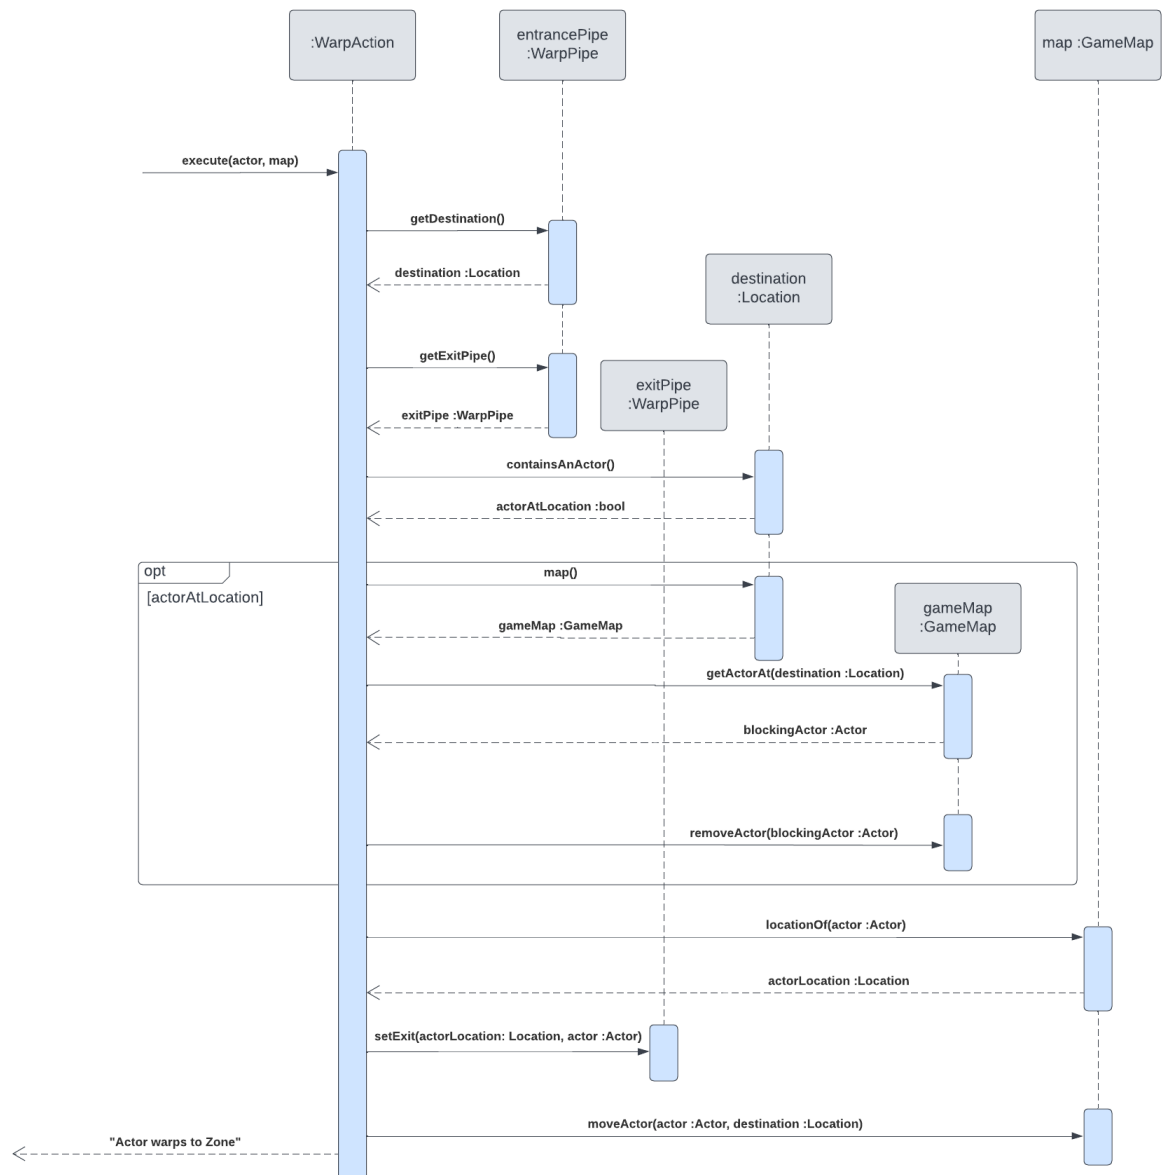 :WarpAction
entrancePipe
:WarpPipe
map :GameMap
execute(actor, map)
getDestination()
destination :Location
destination
:Location
getExitPipe()
exitPipe
:WarpPipe
exitPipe :WarpPipe
containsAnActor()
actorAtLocation :bool
opt
map()
[actorAtLocation]
gameMap
:GameMap
gameMap :GameMap
getActorAt(destination :Location)
blockingActor :Actor
removeActor(blockingActor :Actor)
locationOf(actor :Actor)
actorLocation :Location
setExit(actorLocation: Location, actor :Actor)
moveActor(actor :Actor, destination :Location)
"Actor warps to Zone"